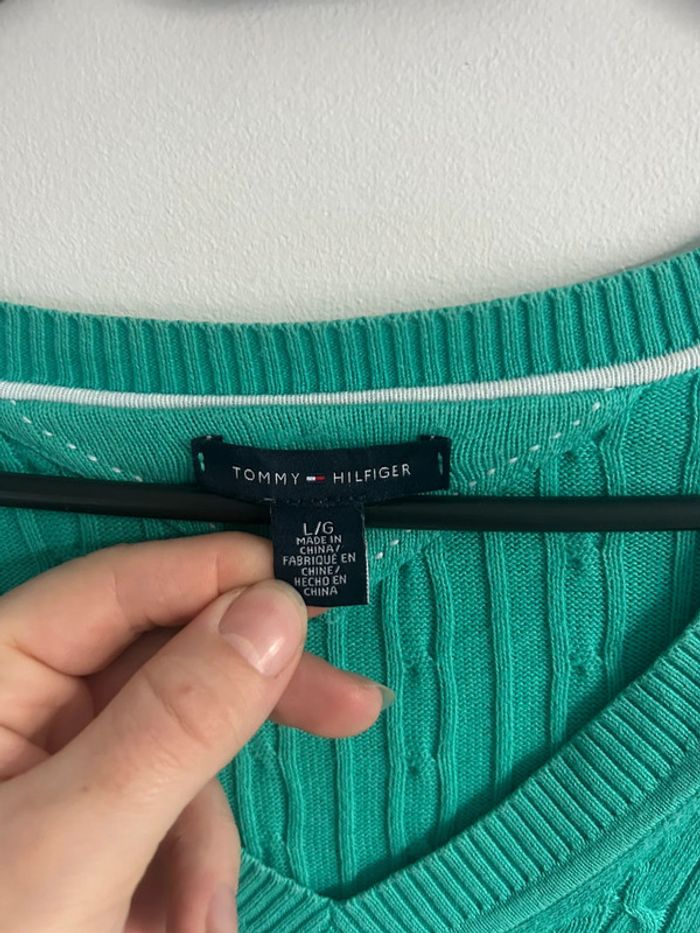 TOMMY HILFIGER
L/G
MADE IN
CHINA/
FABRIQUÉ EN
CHINE/
HECHO EN
CHINA